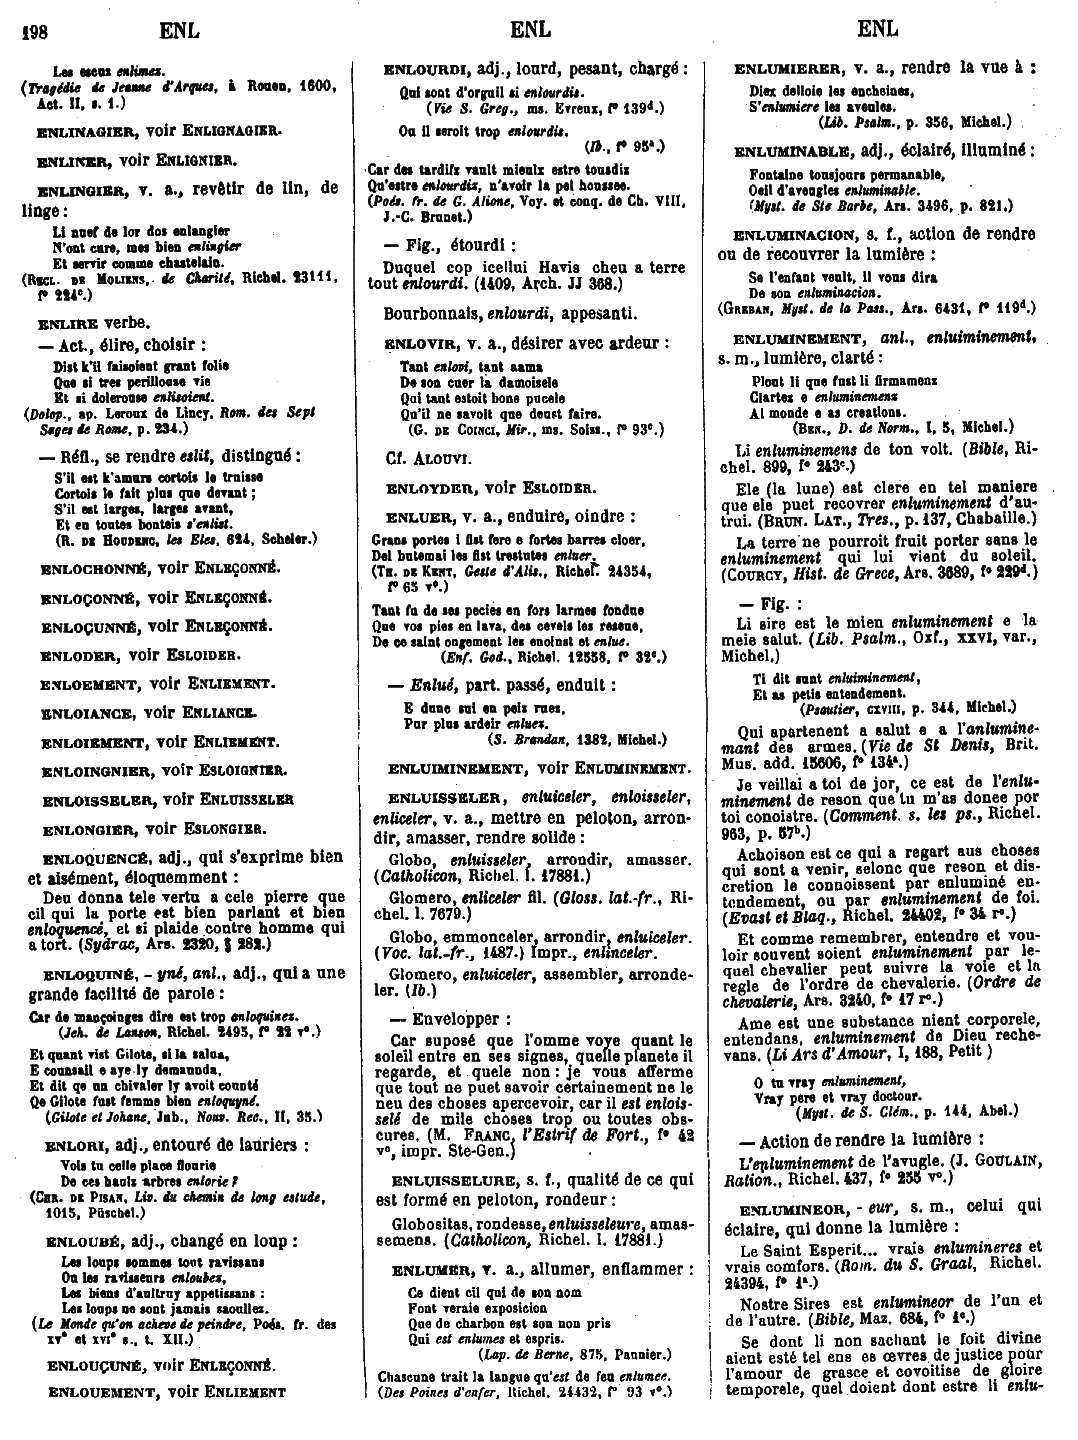 198 ENL ENL ENL
Les escuz enlimez.
(Tragédie de Jeanne d'Arques, à Rouen, 1600,
Act. II, s. 1.)
ENLINAGIER, voir ENLIGNAGIER.
ENLINER, voir ENLIGNIER.
ENLINGIER, v. a., revêtir de lin, de
linge :
Li nuef de lor dos enlangier
N'ont cure, mes bien enlingier
Et servir comme chastelain.
(RECL. DE MOLIENS, de Charité, Richel. 23111,
f° 224c.)
ENLIRE verbe.
— Act., élire, choisir :
Dist k'il faisoient grant folie
Que si tres perillouse vie
Et si dolerouse enlisoient.
(Dolop., ap. Leroux de Lincy, Rom. des Sept
Sages de Rome, p. 234.)
— Réfl., se rendre eslit, distingué :
S'il est k'amurs cortois le truisse
Cortois le fait plus que devant ;
S'il est larges, larges avant,
Et en toutes bonteis s'enlist.
(R. DE HOUDENC, les Eles, 624, Scheler.)
ENLOCHONNÉ, voir ENLEÇONNÉ.
ENLOÇONNÉ, voir ENLEÇONNÉ.
ENLOÇUNNÉ, voir ENLEÇONNÉ.
ENLODER, voir ESLOIDER.
ENLOEMENT, voir ENLIEMENT.
ENLOIANCE, voir ENLIANCE.
ENLOIEMENT, voir ENLIEMENT.
ENLOINGNIER, voir ESLOIGNIER.
ENLOISSELER, voir ENLUISSELER
ENLONGIER, voir ESLONGIER.
ENLOQUENCÉ, adj., qui s'exprime bien
et aisément, éloquemment :
Deu donna tele vertu a cele pierre que
cil qui la porte est bien parlant et bien
enloquencé, et si plaide contre homme qui
a tort. (Sydrac, Ars. 2320, § 282.)
ENLOQUINÉ, - yné, anl., adj., qui a une
grande facilité de parole :
Car de mançoinges dire est trop enloquinez.
(Jeh. de Lanson, Richel. 2495, f° 22 v°.)
Et quant vist Gilote, si la salua,
E counsail e aye ly demaunda,
Et dit qe un chivaler ly avoit counté
Qe Gilote fust femme bien enloquyné.
(Gilote et Johane, Jub., Nouv. Rec., II, 35.)
ENLORI, adj., entouré de lauriers :
Vois tu celle place flourie
De ces haulx arbres enlorie ?
(CHR. DE PISAN, Liv. du chemin de long estude,
1015, Püschel.)
ENLOUBÉ, adj., changé en loup :
Les loups sommes tout ravissans
Ou les ravisseurs enloubez,
Les biens d'aultruy appetissans :
Les loups ne sont jamais saoullez.
(Le Monde qu'on acheve de peindre, Poés. fr. des
xv° et xvi° s., t. XII.)
ENLOUÇUNÉ, voir ENLEÇONNÉ.
ENLOUEMENT, voir ENLIEMENT
ENLOURDI, adj., lourd, pesant, chargé :
Qui sont d'orguil si enlourdis.
(Vie S. Greg., ms. Evreux, f° 139d.)
Ou il seroit trop enlourdis.
(Ib., f° 95a.)
Car des tardifz vault mieulx estre tousdiz
Qu'estre enlourdiz, n'avoir la pel houssee.
(Poés. fr. de G. Alione, Voy. et conq. de Ch. VIII,
J.-C. Brunet.)
— Fig., étourdi :
Duquel cop icellui Havis cheu a terre
tout enlourdi. (1409, Arch. JJ 368.)
Bourbonnais, enlourdi, appesanti.
ENLOVIR, v. a., désirer avec ardeur :
Tant enlovi, tant aama
De son cuer la damoisele
Qui tant estoit bone pucele
Qu'il ne savoit que deust faire.
(G. DE COINCI, Mir., ms. Soiss., f° 93c.)
Cf. ALOUVI.
ENLOYDER, voir ESLOIDER.
ENLUER, v. a., enduire, oindre :
Grans portes i fist fere e fortes barres cloer,
Del butemai les fist trestutes enluer.
(TH. DE KENT, Geste d'Alis., Richel. 24354,
f° 65 v°.)
Tant fu de ses pecies en fors larmes fondue
Que vos pies en lava, des cevels les resue,
De ce saint ongement les enoinst et enlue.
(Enf. God., Richel. 12558, f° 32c.)
— Enlué, part. passé, enduit :
E dunc sui en peiz rues,
Pur plus ardeir enluez.
(S. Brandan, 1382, Michel.)
ENLUIMINEMENT, voir ENLUMINEMENT.
ENLUISSELER, enluiceler, enloisseler,
enliceler, v. a., mettre en peloton, arron-
dir, amasser, rendre solide :
Globo, enluisseler, arrondir, amasser.
(Catholicon, Richel. l. 17881.)
Glomero, enliceler fil. (Gloss. lat.-fr., Ri-
chel. l. 7679.)
Globo, emmonceler, arrondir, enluiceler.
(Voc. lat.-fr., 1487.) Impr., enlinceler.
Glomero, enluiceler, assembler, arronde-
ler. (Ib.)
— Envelopper :
Car suposé que l'omme voye quant le
soleil entre en ses signes, quelle planete il
regarde, et quele non : je vous afferme
que tout ne puet savoir certainement ne le
neu des choses apercevoir, car il est enlois-
selé de mile choses trop ou toutes obs-
cures. (M. FRANC, l'Estrif de Fort., f° 42
v°, impr. Ste-Gen.)
ENLUISSELURE, s. f., qualité de ce qui
est formé en peloton, rondeur :
Globositas, rondesse, enluisseleure, amas-
semens. (Catholicon, Richel. l. 17881.)
ENLUMER, v. a., allumer, enflammer :
Ce dient cil qui de son nom
Font veraie exposicion
Que de charbon est son non pris
Qui est enlumes et espris.
(Lap. de Berne, 875, Pannier.)
Chascune trait la langue qu'est de feu enlumee.
(Des Poines d'enfer, Richel. 24432, f° 93 v°.)
ENLUMIERER, v. a., rendre la vue à :
Diex desloie les encheines,
S'enlumiere les aveules.
(Lib. Psalm., p. 356, Michel.)
ENLUMINABLE, adj., éclairé, illuminé :
Fontaine tousjours permanable,
Oeil d'aveugles enluminable.
(Myst. de Ste Barbe, Ars. 3496, p. 821.)
ENLUMINACION, s. f., action de rendre
ou de recouvrer la lumière :
Se l'enfant veult, il vous dira
De son enluminacion.
(GREBAN, Myst. de la Pass., Ars. 6431, f° 119d.)
ENLUMINEMENT, anl., enluiminement,
s. m., lumière, clarté :
Plout li que fust li firmamenz
Clartez e enluminemenz
Al monde e as creations.
(BEN., D. de Norm., I, 5, Michel.)
Li enluminemens de ton volt. (Bible, Ri-
chel. 899, f° 243c.)
Ele (la lune) est clere en tel maniere
que ele puet recovrer enluminement d'au-
trui. (BRUN. LAT., Tres., p. 137, Chabaille.)
La terre ne pourroit fruit porter sans le
enluminement qui lui vient du soleil.
(COURCY, Hist. de Grece, Ars. 3689, f° 229d.)
— Fig. :
Li sire est le mien enluminement e la
meie salut. (Lib. Psalm., Oxf., XXVI, var.,
Michel.)
Ti dit sunt enluiminement,
Et as petis entendement.
(Psautier, CXVIII, p. 344, Michel.)
Qui apartenent a salut e a l'anlumine-
mant des armes. (Vie de St Denis, Brit.
Mus. add. 15606, f° 134a.)
Je veillai a toi de jor, ce est de l'enlu-
minement de reson que tu m'as donee por
toi conoistre. (Comment. s. les ps., Richel.
963, p. 57b.)
Achoison est ce qui a regart aus choses
qui sont a venir, selonc que reson et dis-
cretion le connoissent par enluminé en-
tendement, ou par enluminement de foi.
(Evast et Blaq., Richel. 24402, f° 34 r°.)
Et comme remembrer, entendre et vou-
loir souvent soient enluminement par le-
quel chevalier peut suivre la voie et la
regle de l'ordre de chevalerie. (Ordre de
chevalerie, Ars. 3240, f° 17 r°.)
Ame est une substance nient corporele,
entendans, enluminement de Dieu reche-
vans. (Li Ars d'Amour, I, 188, Petit )
O tu vray enluminement,
Vray pere et vray doctour.
(Myst. de S. Clém., p. 144, Abel.)
— Action de rendre la lumière :
L'enluminement de l'avugle. (J. GOULAIN,
Ration., Richel. 437, f° 255 v°.)
ENLUMINEOR, - eur, s. m., celui qui
éclaire, qui donne la lumière :
Le Saint Esperit... vrais enlumineres et
vrais comfors. (Rom. du S. Graal, Richel.
24394, f° 1a.)
Nostre Sires est enlumineor de l'un et
de l'autre. (Bible, Maz. 684, f° 1c.)
Se dont li non sachant le foit divine
aient esté tel ens es œvres de justice pour
l'amour de grasce et covoitise de gloire
temporele, quel doient dont estre li enlu-